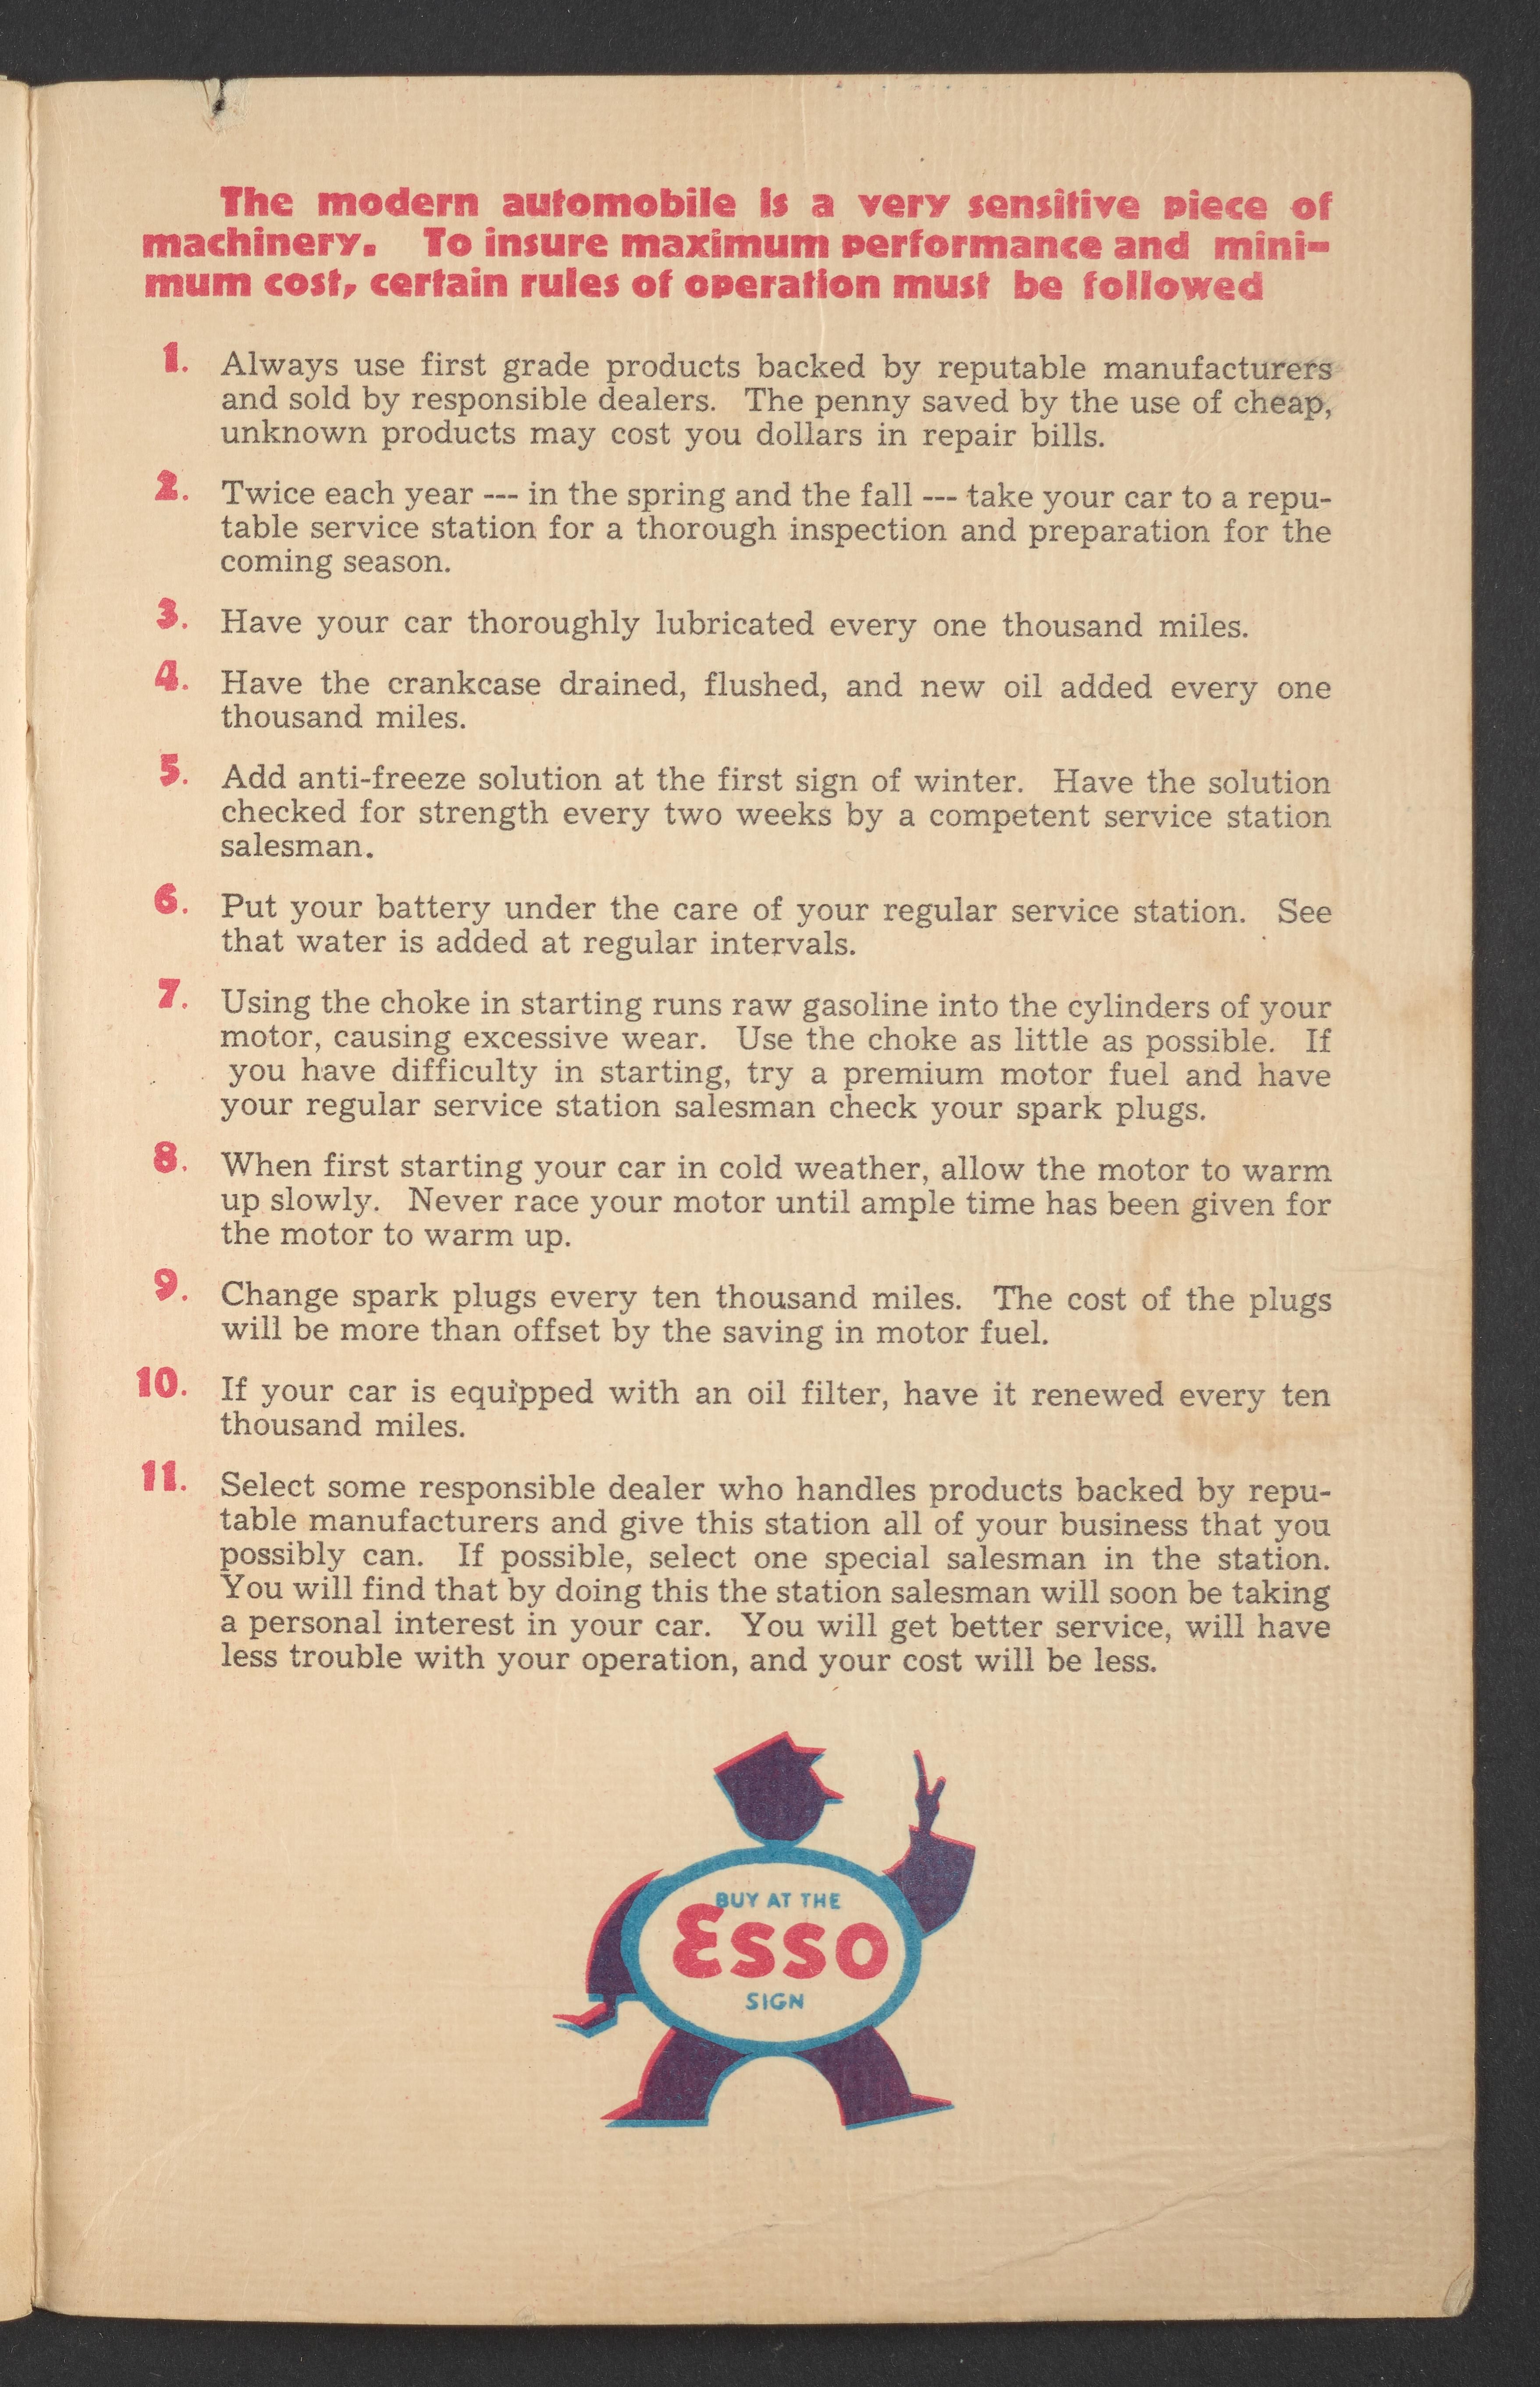 The modern automobile is a very sensitive piece of
machinery. To insure maximum performance and mini-
mum cost, certain rules of operation must be followed
1. Always use first grade products backed by reputable manufacturers
and sold by responsible dealers. The penny saved by the use of cheap,
unknown products may cost you dollars in repair bills.
2. Twice each year --- in the spring and the fall --- take your car to a repu-
table service station for a thorough inspection and preparation for the
coming season.
3. Have your car thoroughly lubricated every one thousand miles.
4. Have the crankcase drained, flushed, and new oil added every one
thousand miles.
5. Add anti-freeze solution at the first sign of winter. Have the solution
checked for strength every two weeks by a competent service station
salesman.
6. Put your battery under the care of your regular service station. See
that water is added at regular intervals.
7. Using the choke in starting runs raw gasoline into the cylinders of your
motor, causing excessive wear. Use the choke as little as possible. If
you have difficulty in starting, try a premium motor fuel and have
your regular service station salesman check your spark plugs.
8. When first starting your car in cold weather, allow the motor to warm
up slowly. Never race your motor until ample time has been given for
the motor to warm up.
9. Change spark plugs every ten thousand miles. The cost of the plugs
will be more than offset by the saving in motor fuel.
10. If your car is equipped with an oil filter, have it renewed every ten
thousand miles.
11. Select some responsible dealer who handles products backed by repu-
table manufacturers and give this station all of your business that you
possibly can. If possible, select one special salesman in the station.
You will find that by doing this the station salesman will soon be taking
a personal interest in your car. You will get better service, will have
less trouble with your operation, and your cost will be less.
BUY AT THE
Esso
SIGN